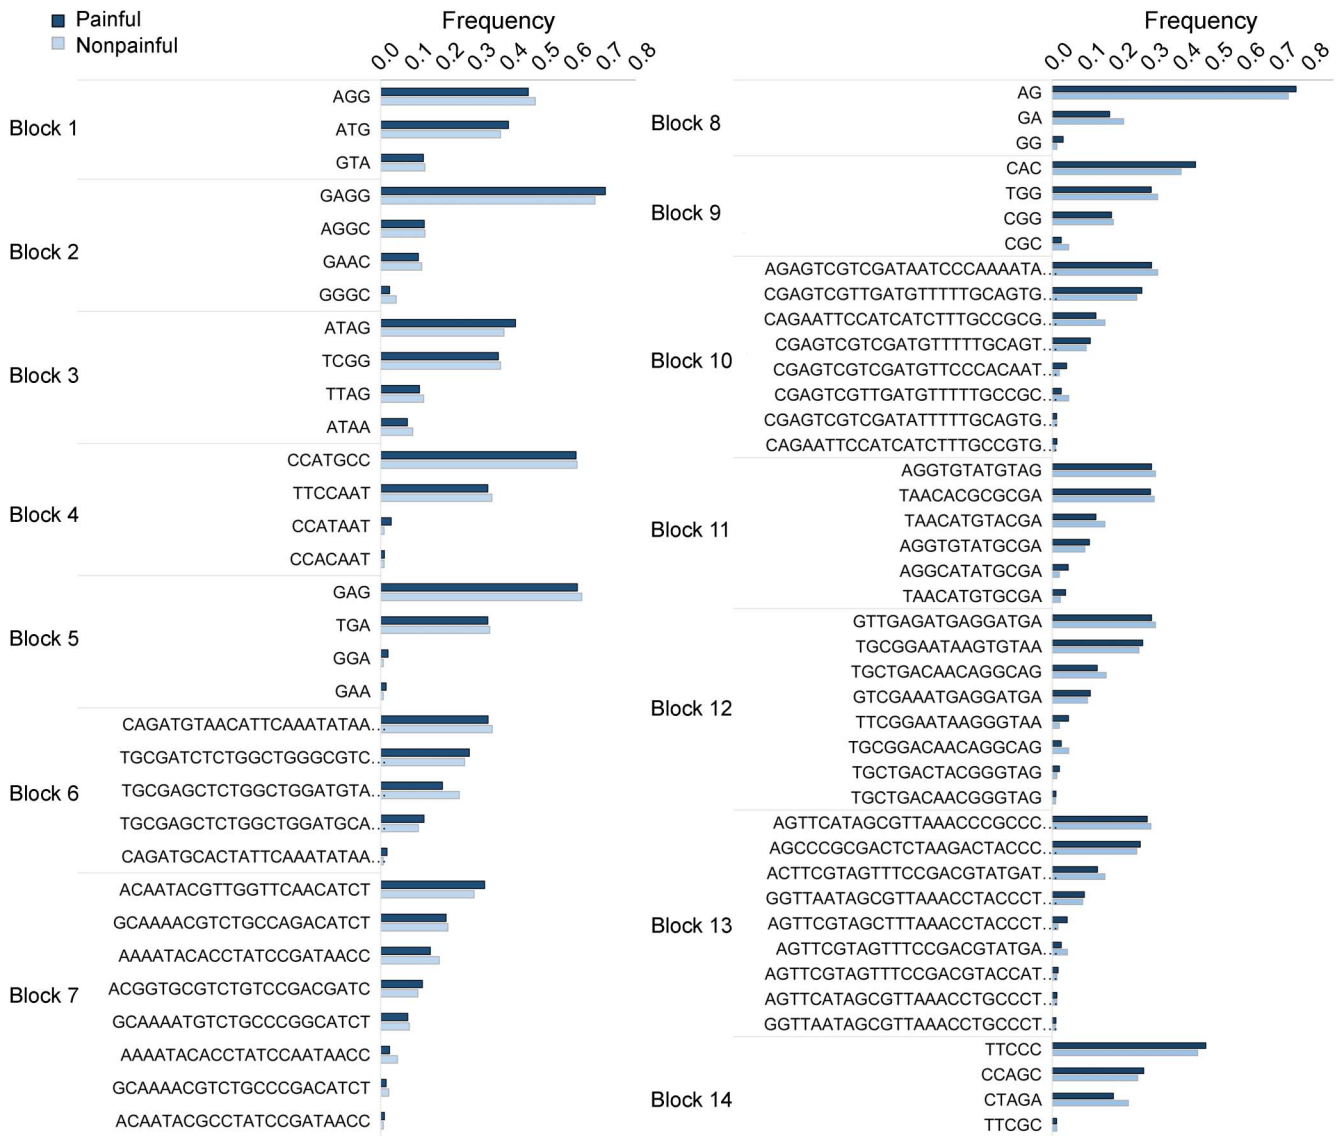 Painful
Nonpainful
Frequency
0.0 0.1 0.2 0.3 0.4 0.5 0.6 0.7 0.8
Block 1
AGG
ATG
GTA
Block 2
GAGG
AGGC
GAAC
GGGC
Block 3
ATAG
TCGG
TTAG
ATAA
Block 4
CCATGCC
TTCCAAT
CCATAAT
CCACAAT
Block 5
GAG
TGA
GGA
GAA
Block 6
CAGATGTAACATTCAAATATAA...
TGCGATCTCTGGCTGGGCGTC...
TGCGAGCTCTGGCTGGATGTA...
TGCGAGCTCTGGCTGGATGCA...
CAGATGCACTATTCAAATATAA...
Block 7
ACAATACGTTGGTTCAACATCT
GCAAAACGTCTGCCAGACATCT
AAAATACACCTATCCGATAACC
ACGGTGCGTCTGTCCGACGATC
GCAAAATGTCTGCCCGGCATCT
AAAATACACCTATCCAATAACC
GCAAAACGTCTGCCCGACATCT
ACAATACGCCTATCCGATAACC
Frequency
0.0 0.1 0.2 0.3 0.4 0.5 0.6 0.7 0.8
Block 8
AG
GA
GG
Block 9
CAC
TGG
CGG
CGC
Block 10
AGAGTCGTCGATAATCCCAAAATA...
CGAGTCGTTGATGTTTTTGCAGTG...
CAGAATTCCATCATCTTTGCCGCG...
CGAGTCGTCGATGTTTTTGCAGT...
CGAGTCGTCGATGTTCCCACAAT...
CGAGTCGTTGATGTTTTTGCCGC...
CGAGTCGTCGATATTTTTGCAGTG...
CAGAATTCCATCATCTTTGCCGTG...
Block 11
AGGTGTATGTAG
TAACACGCGCGA
TAACATGTACGA
AGGTGTATGCGA
AGGCATATGCGA
TAACATGTGCGA
Block 12
GTTGAGATGAGGATGA
TGCGGAATAAGTGTAA
TGCTGACAACAGGCAG
GTCGAAATGAGGATGA
TTCGGAATAAGGGTAA
TGCGGACAACAGGCAG
TGCTGACTACGGGTAG
TGCTGACAACGGGTAG
Block 13
AGTTCATAGCGTTAAACCCGCCC...
AGCCCGCGACTCTAAGACTACCC...
ACTTCGTAGTTTCCGACGTATGAT...
GGTTAATAGCGTTAAACCTACCCT...
AGTTCGTAGCTTTAAACCTACCCT...
AGTTCGTAGTTTCCGACGTATGA...
AGTTCGTAGTTTCCGACGTACCAT...
AGTTCATAGCGTTAAACCTGCCCT...
GGTTAATAGCGTTAAACCTGCCCT...
Block 14
TTCCC
CCAGC
CTAGA
TTCGC